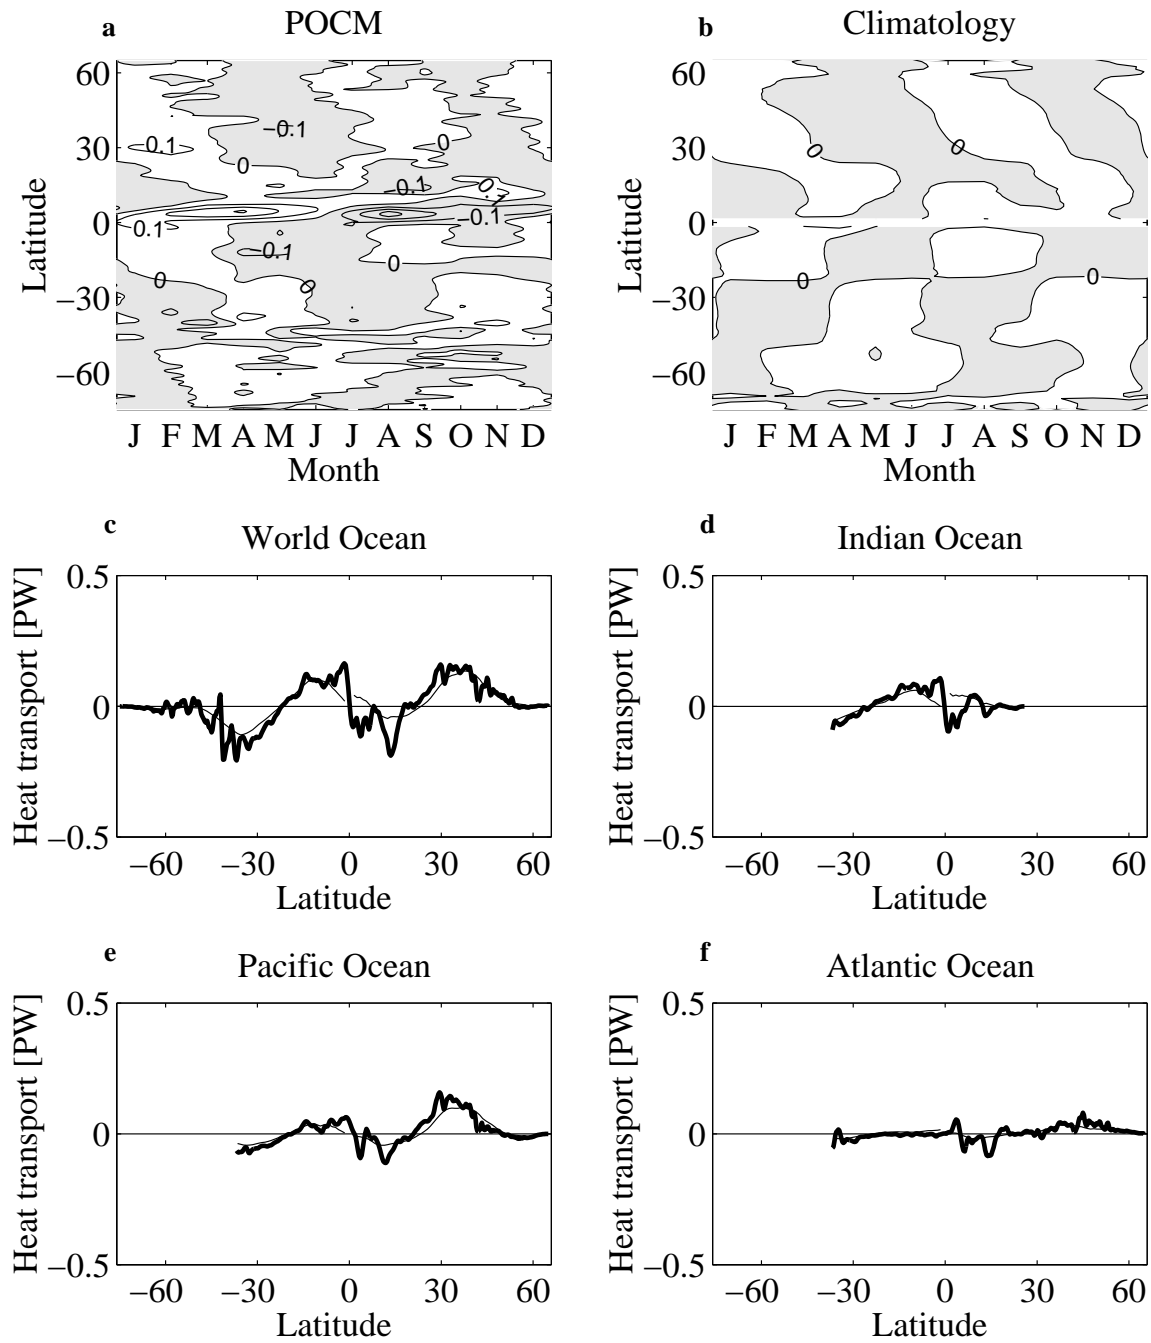 a POCM
b Climatology
60
30
0
−30
−60
Latitude
−0.1
−0.1
0
0
−0.1
0
0.1
−0.1
−0.1
−0.1
0
0
0
J F M A M J J A S O N D
Month
60
30
0
−30
−60
Latitude
0
0
0
0
J F M A M J J A S O N D
Month
c World Ocean
0.5
0
−0.5
Heat transport [PW]
−60 −30 0 30 60
Latitude
d Indian Ocean
0.5
0
−0.5
Heat transport [PW]
−60 −30 0 30 60
Latitude
e Pacific Ocean
0.5
0
−0.5
Heat transport [PW]
−60 −30 0 30 60
Latitude
f Atlantic Ocean
0.5
0
−0.5
Heat transport [PW]
−60 −30 0 30 60
Latitude